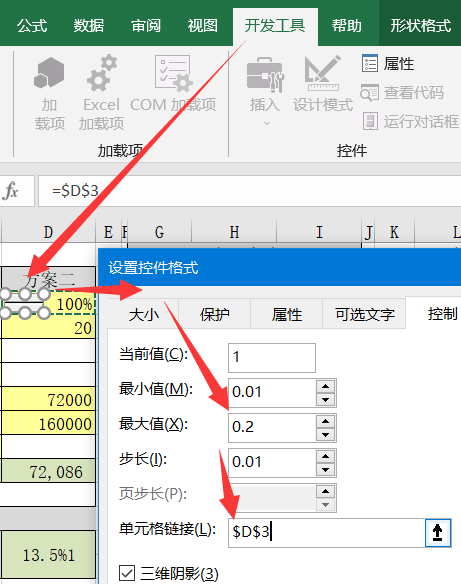 公式 数据 审阅 视图 开发工具 帮助 形状格式
加载项
Excel 加载项
COM 加载项
插入
设计模式
属性
查看代码
运行对话框
加载项
控件
fx =$D$3
D E F G H I J K L
方案二
100%
20
72000
160000
72,086
13.5%1
设置控件格式
大小 保护 属性 可选文字 控制
当前值(C): 1
最小值(M): 0.01
最大值(X): 0.2
步长(I): 0.01
页步长(P):
单元格链接(L): $D$3
三维阴影(3)